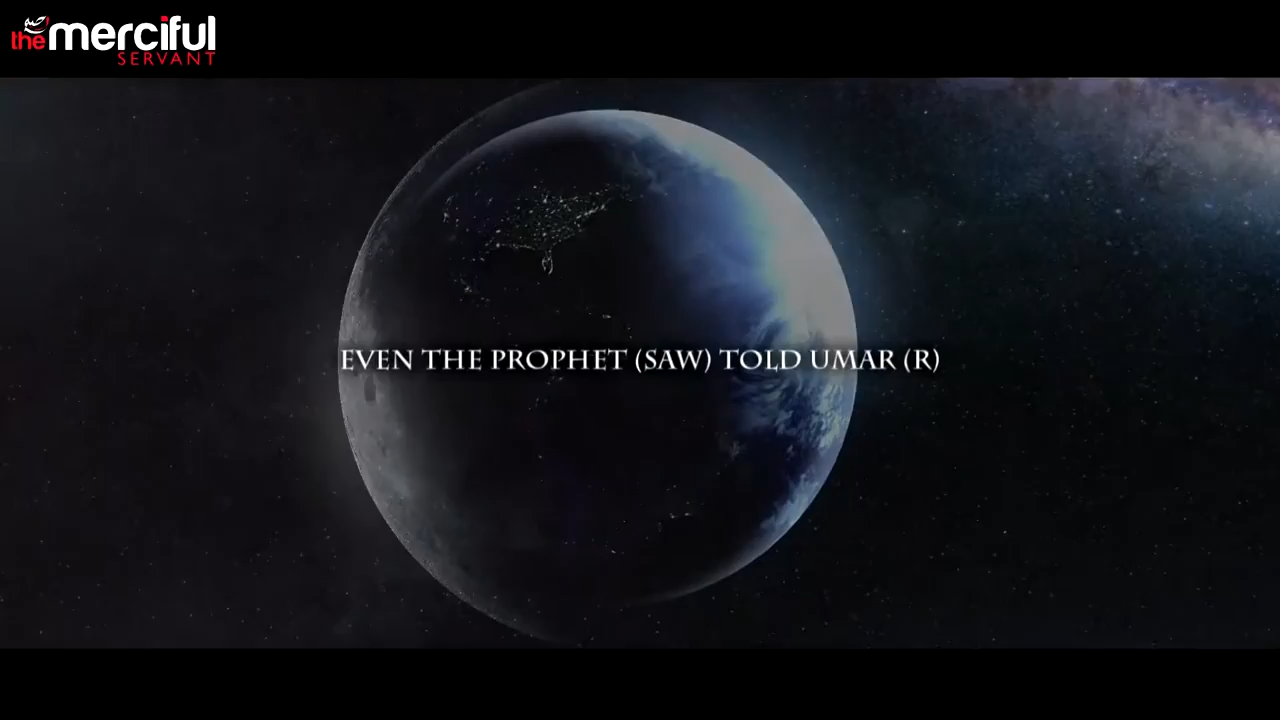 the merciful
SERVANT
EVEN THE PROPHET (SAW) TOLD UMAR (R)